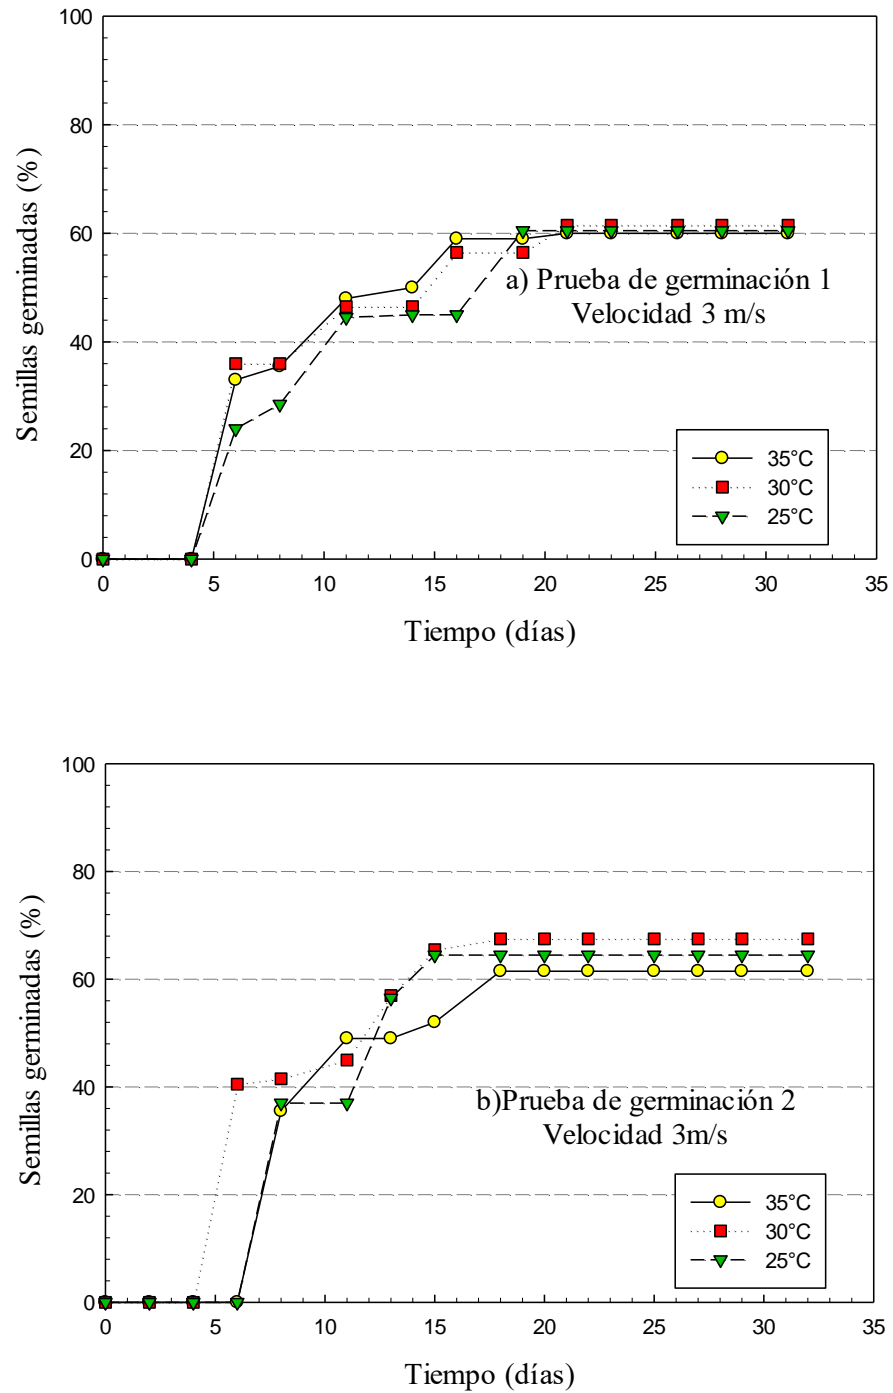 100
80
60
40
20
0
Semillas germinadas (%)
a) Prueba de germinación 1
Velocidad 3 m/s
35°C
30°C
25°C
0 5 10 15 20 25 30 35
Tiempo (días)
100
80
60
40
20
0
Semillas germinadas (%)
b)Prueba de germinación 2
Velocidad 3m/s
35°C
30°C
25°C
0 5 10 15 20 25 30 35
Tiempo (días)